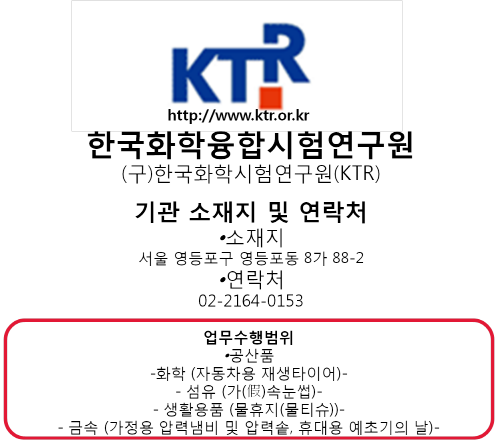 KTR
http://www.ktr.or.kr
한국화학융합시험연구원
(구)한국화학시험연구원(KTR)
기관 소재지 및 연락처
•소재지
서울 영등포구 영등포동 8가 88-2
•연락처
02-2164-0153
업무수행범위
•공산품
-화학 (자동차용 재생타이어)-
- 섬유 (가(假)속눈썹)-
- 생활용품 (물휴지(물티슈))-
- 금속 (가정용 압력냄비 및 압력솥, 휴대용 예초기의 날)-